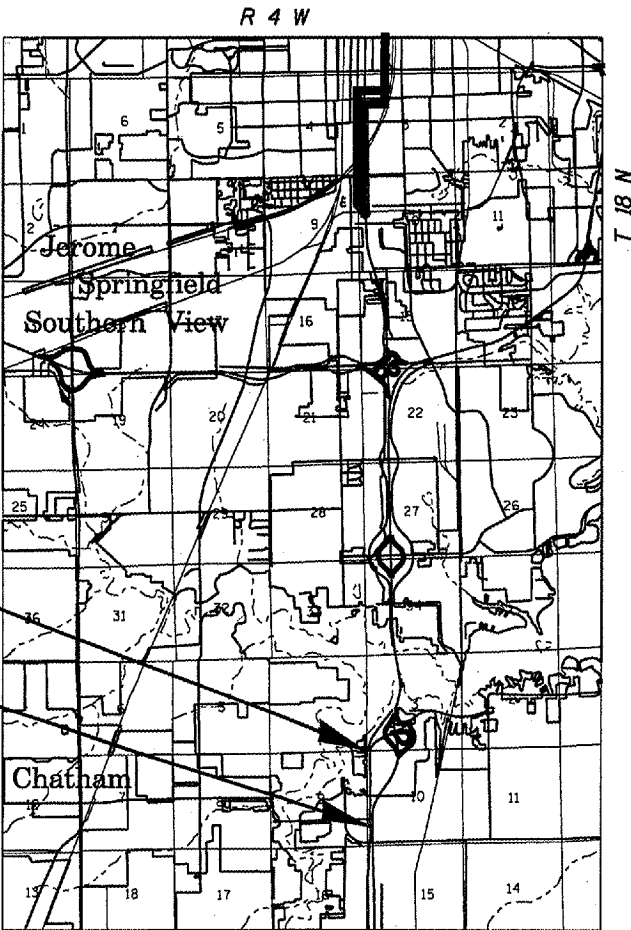 R 4 W
1 6 5 4 3 2
T 18 N
2 7 8 9 11
Jerome
Springfield
16
Southern View
24 19 20 21 22 23
25 29 28 27 26
36 31 32 34
5
Chatham
7 10 11
13 18 17 16 15 14